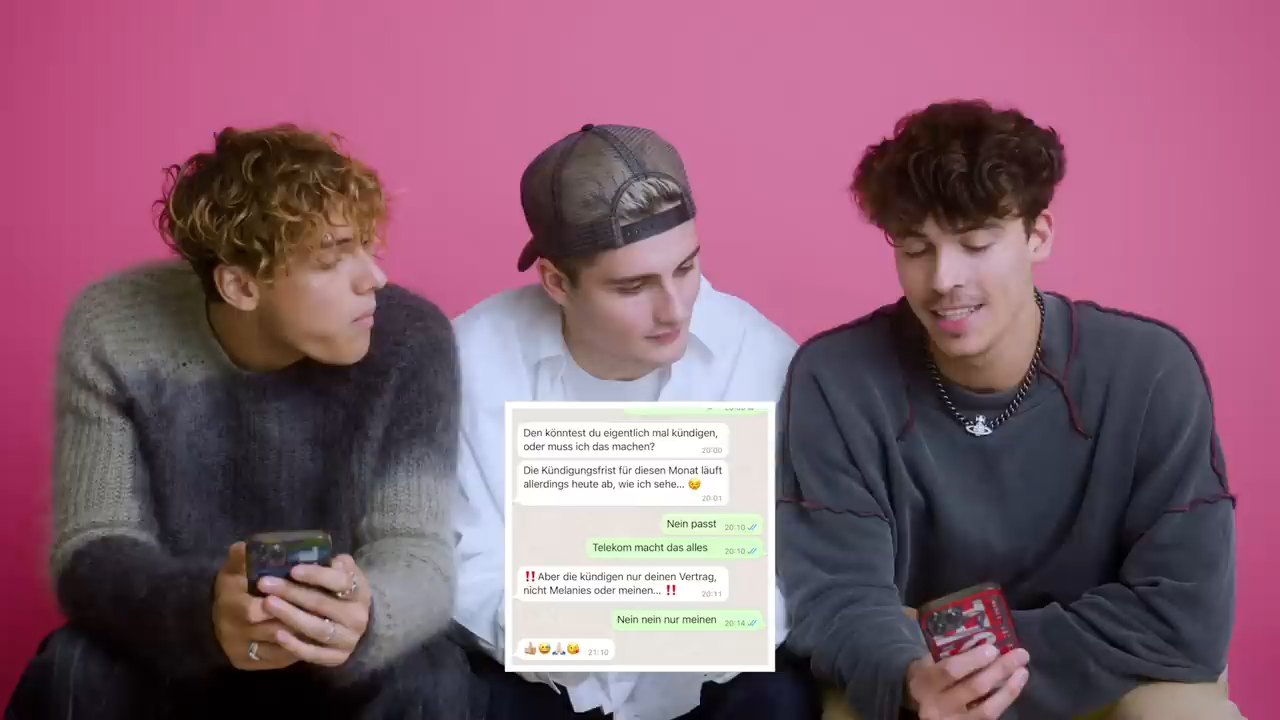 Den könntest du eigentlich mal kündigen,
oder muss ich das machen?
20:00
Die Kündigungsfrist für diesen Monat läuft
allerdings heute ab, wie ich sehe... 😉
20:01
Nein passt 20:10
Telekom macht das alles 20:10
‼️Aber die kündigen nur deinen Vertrag,
nicht Melanies oder meinen... ‼️
20:11
Nein nein nur meinen 20:14
👍🏼😅🙏🏼😘 21:10